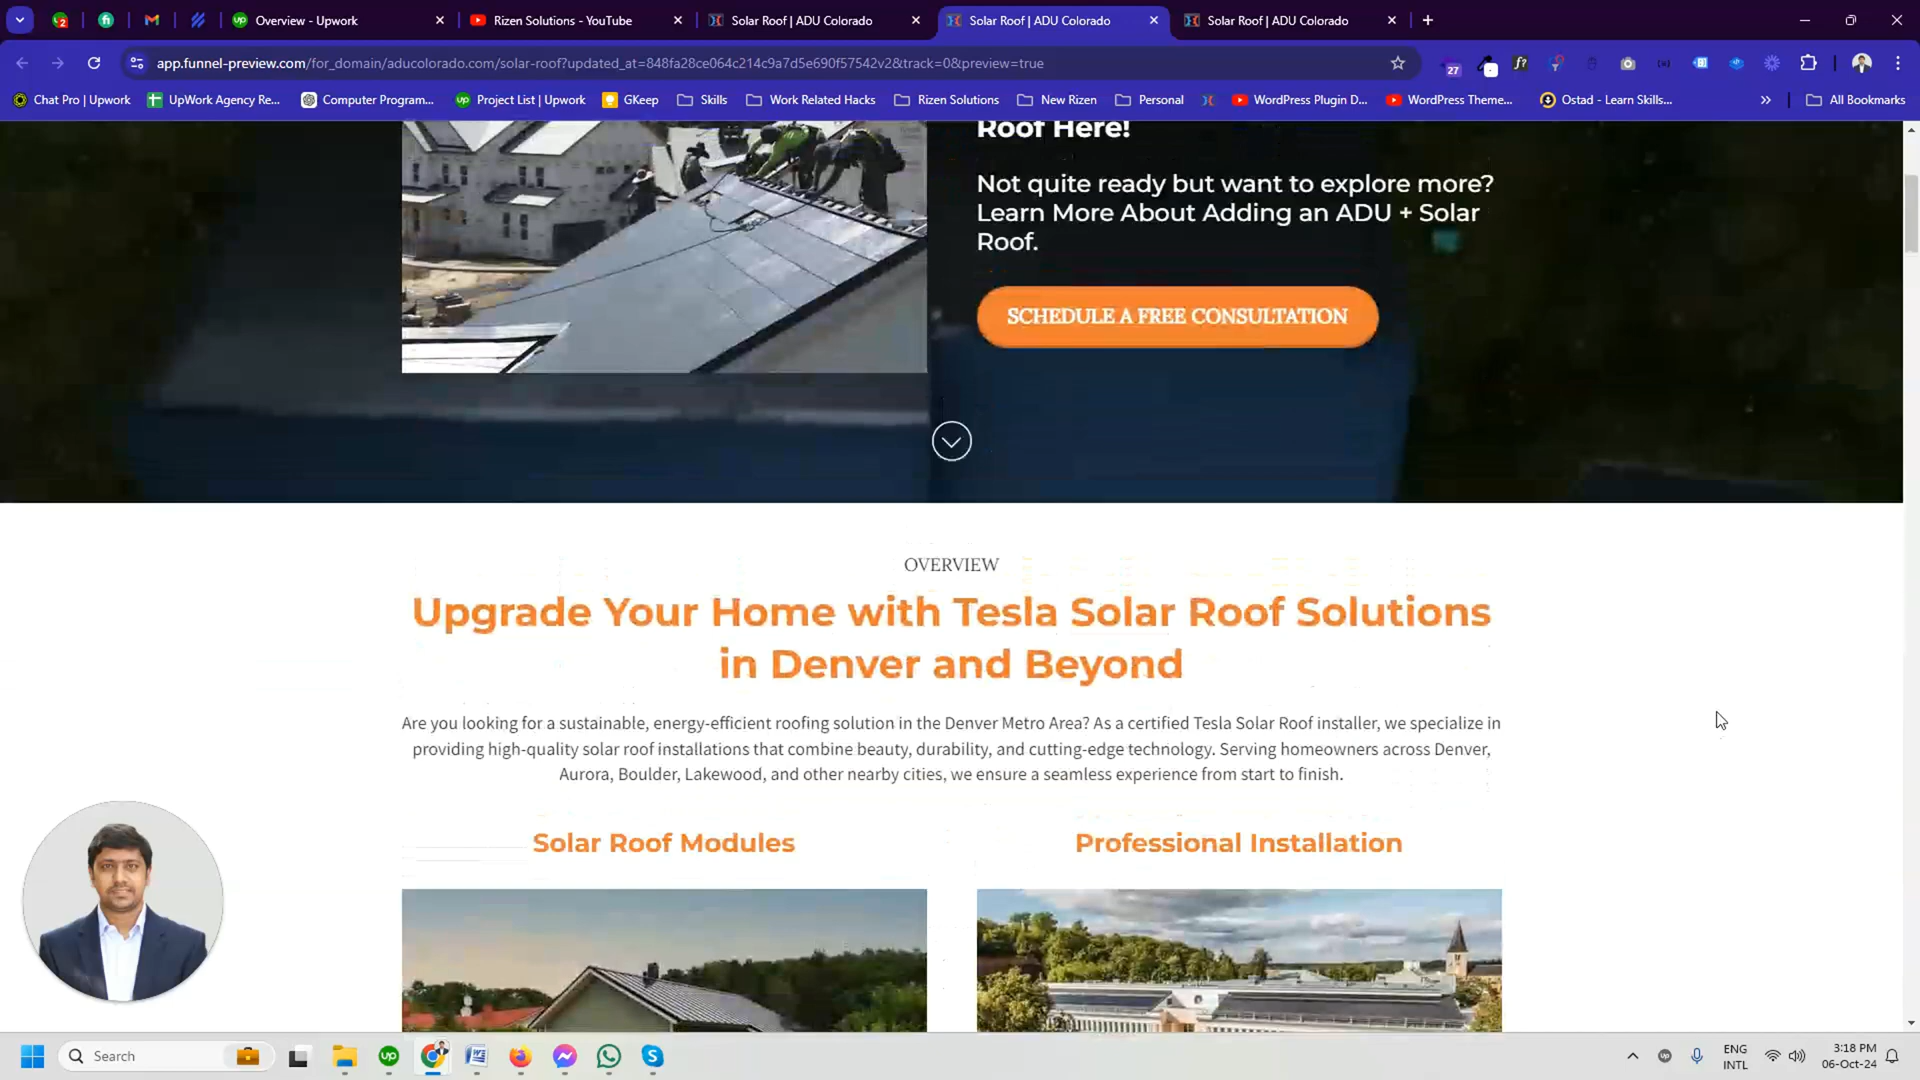 Overview - Upwork
Rizen Solutions - YouTube
Solar Roof | ADU Colorado
Solar Roof | ADU Colorado
Solar Roof | ADU Colorado
app.funnel-preview.com/for_domain/aducolorado.com/solar-roof?updated_at=848fa28ce064c214c9a7d5e690f57542v2&track=0&preview=true
27
Chat Pro | Upwork
UpWork Agency Re...
Computer Program...
Project List | Upwork
GKeep
Skills
Work Related Hacks
Rizen Solutions
New Rizen
Personal
WordPress Plugin D...
WordPress Theme...
Ostad - Learn Skills...
All Bookmarks
Roof Here!
Not quite ready but want to explore more?
Learn More About Adding an ADU + Solar
Roof.
SCHEDULE A FREE CONSULTATION
OVERVIEW
Upgrade Your Home with Tesla Solar Roof Solutions
in Denver and Beyond
Are you looking for a sustainable, energy-efficient roofing solution in the Denver Metro Area? As a certified Tesla Solar Roof installer, we specialize in
providing high-quality solar roof installations that combine beauty, durability, and cutting-edge technology. Serving homeowners across Denver,
Aurora, Boulder, Lakewood, and other nearby cities, we ensure a seamless experience from start to finish.
Solar Roof Modules
Professional Installation
Search
ENG
INTL
3:18 PM
06-Oct-24